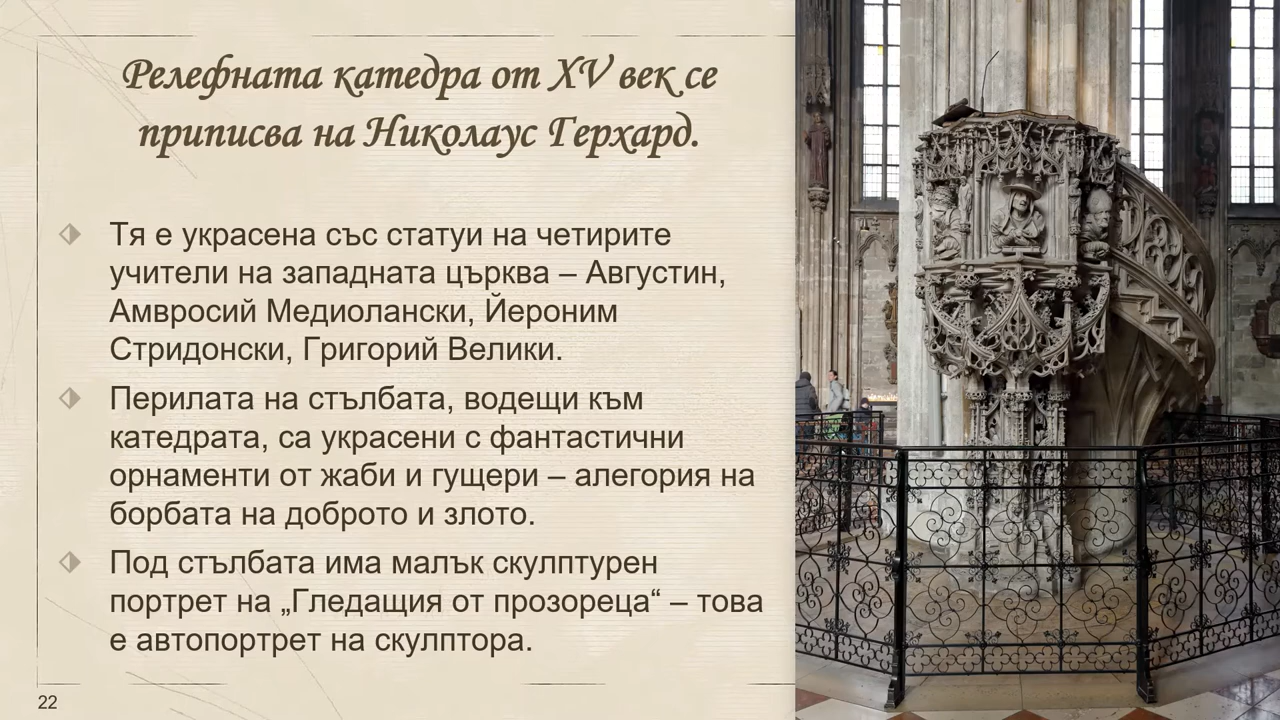 Релефната катедра от XV век се
приписва на Николаус Герхард.
Тя е украсена със статуи на четирите
учители на западната църква – Августин,
Амвросий Медиолански, Йероним
Стридонски, Григорий Велики.
Перилата на стълбата, водещи към
катедрата, са украсени с фантастични
орнаменти от жаби и гущери – алегория на
борбата на доброто и злото.
Под стълбата има малък скулптурен
портрет на „Гледащия от прозореца“ – това
е автопортрет на скулптора.
22